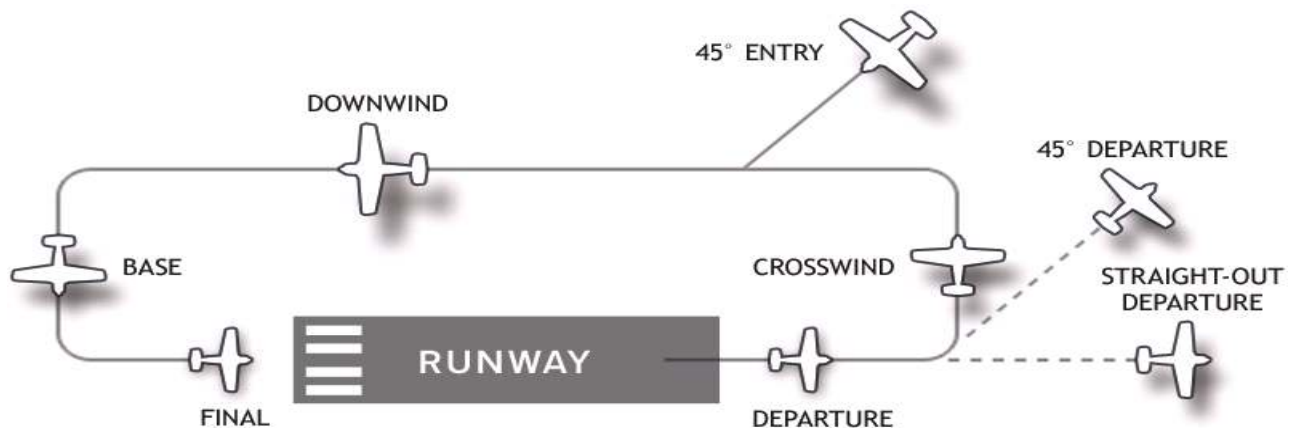 45° ENTRY
DOWNWIND
45° DEPARTURE
BASE
CROSSWIND
STRAIGHT-OUT
DEPARTURE
RUNWAY
FINAL
DEPARTURE